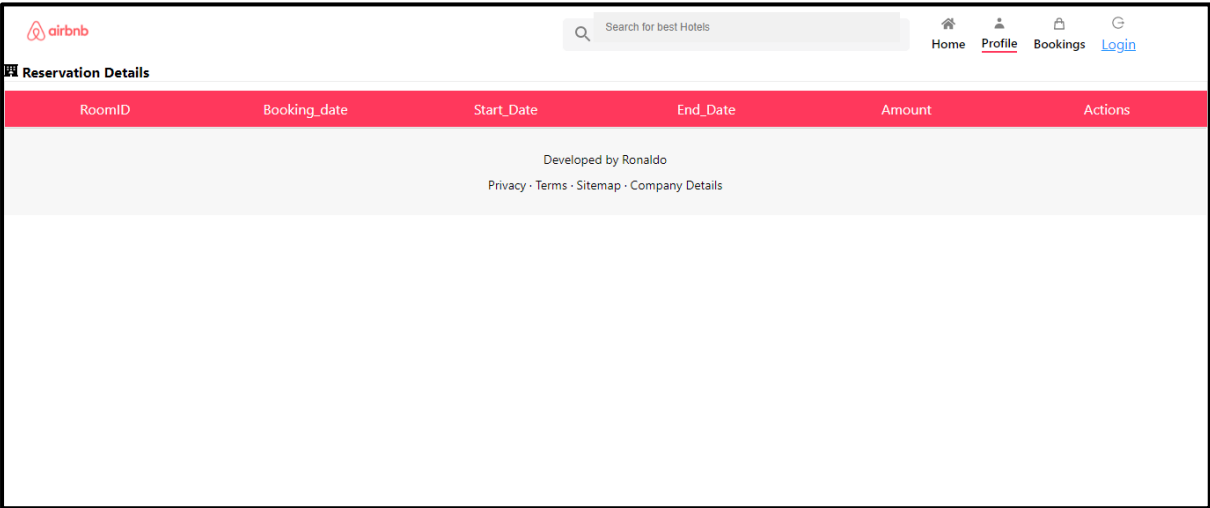 airbnb
Search for best Hotels
Home Profile Bookings Login
Reservation Details
RoomID Booking_date Start_Date End_Date Amount Actions
Developed by Ronaldo
Privacy · Terms · Sitemap · Company Details